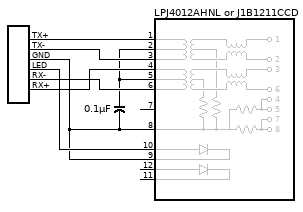 LPJ4012AHNL or J1B1211CCD
TX+
TX-
GND
LED
RX-
RX+
0.1µF
1
2
3
4
5
6
7
8
10
9
12
11
1
2
3
6
4
5
7
8